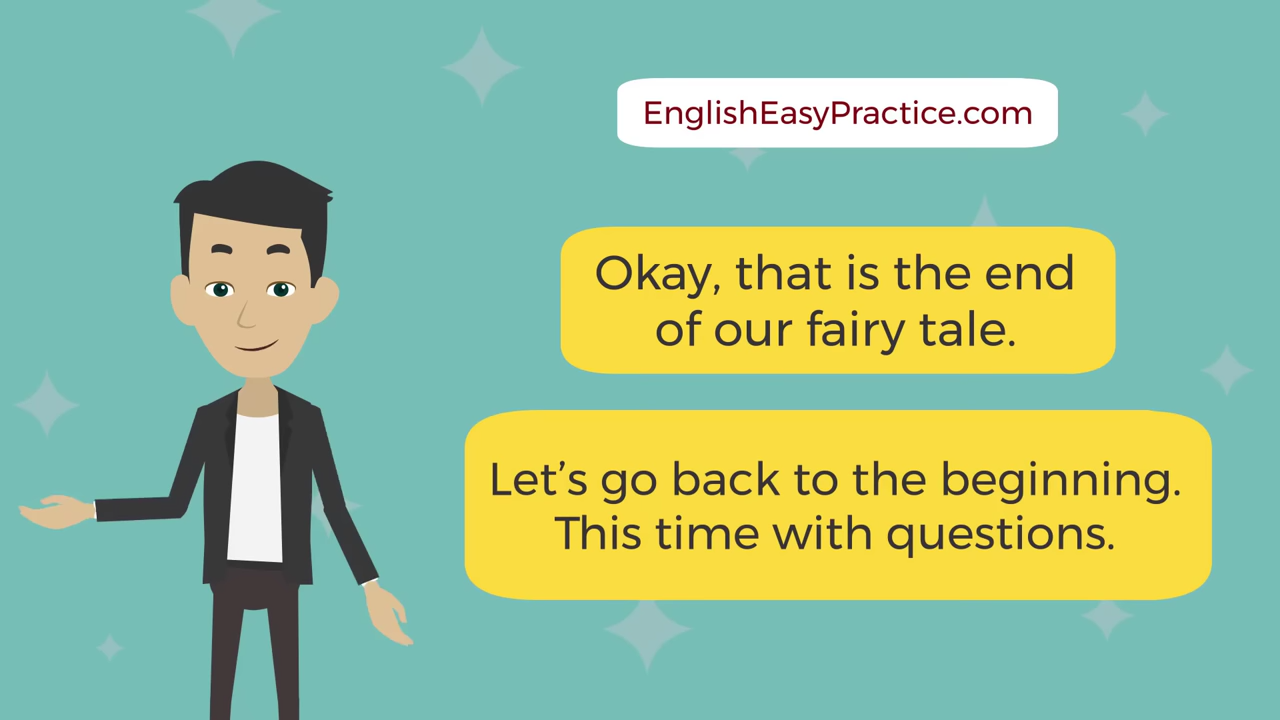 EnglishEasyPractice.com
Okay, that is the end
of our fairy tale.
Let’s go back to the beginning.
This time with questions.